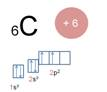 ₆C
+ 6
2p²
2s²
1s²